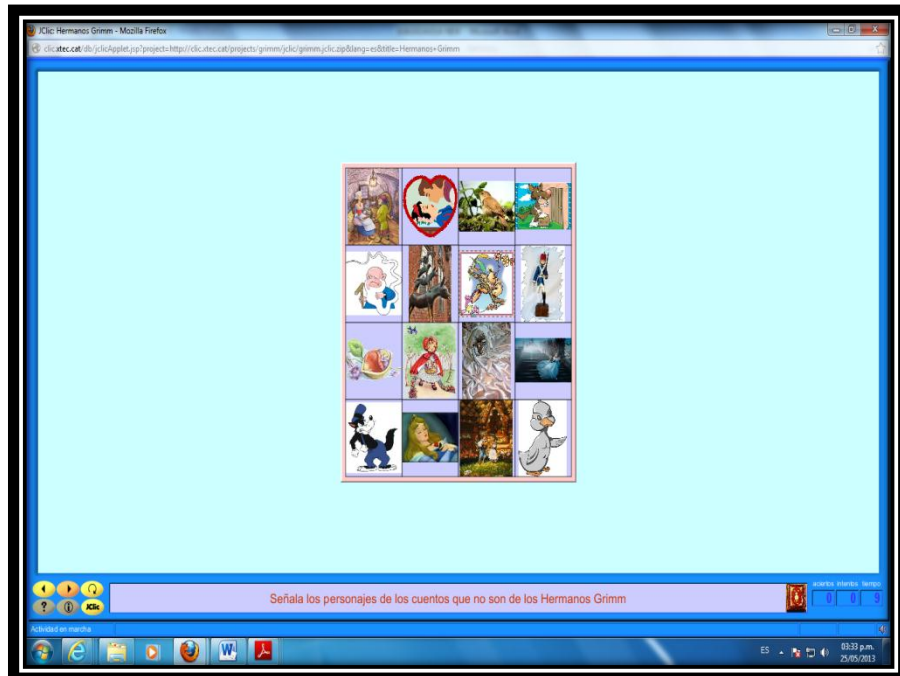 JClic: Hermanos Grimm - Mozilla Firefox
clic.xtec.cat/db/jclicApplet.jsp?project=http://clic.xtec.cat/projects/grimm/jclic/grimm.jclic.zip&lang=es&title=Hermanos+Grimm
Señala los personajes de los cuentos que no son de los Hermanos Grimm
aciertos intentos tiempo
0 0 9
? i JClic
Actividad en marcha
W
ES
03:33 p.m.
25/05/2013